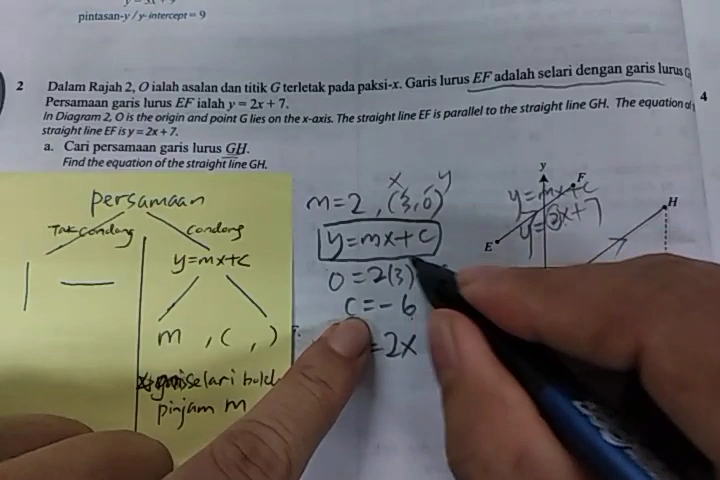 pintasan-y / y-intercept = 9
2 Dalam Rajah 2, O ialah asalan dan titik G terletak pada paksi-x. Garis lurus EF adalah selari dengan garis lurus
Persamaan garis lurus EF ialah y = 2x + 7.
In Diagram 2, O is the origin and point G lies on the x-axis. The straight line EF is parallel to the straight line GH. The equation of
straight line EF is y = 2x + 7.
4
a. Cari persamaan garis lurus GH.
Find the equation of the straight line GH.
persamaan
Tak condong
condong
y=mx+c
m , ( , )
selari boleh
pinjam m
x y
m=2 , (3,0)
y=mx+c
0=2(3)
c=-6
=2x
y
F
y=mx+c
y=2x+7
E
H